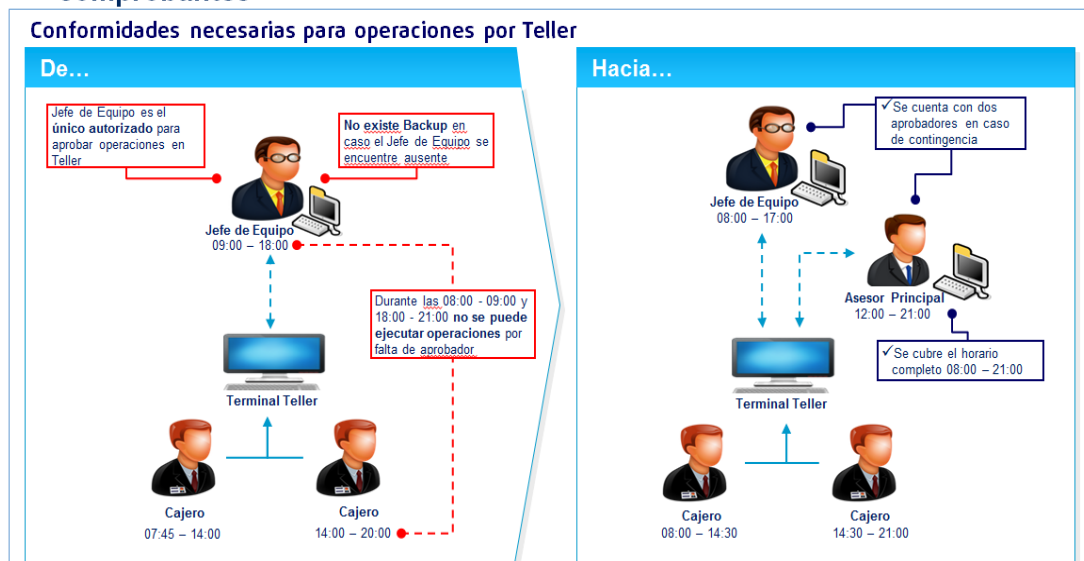 Conformidades necesarias para operaciones por Teller
De...
Jefe de Equipo es el
único autorizado para
aprobar operaciones en
Teller
No existe Backup en
caso el Jefe de Equipo se
encuentre ausente
Jefe de Equipo
09:00 – 18:00
Durante las 08:00 - 09:00 y
18:00 - 21:00 no se puede
ejecutar operaciones por
falta de aprobador
Terminal Teller
Cajero
07:45 – 14:00
Cajero
14:00 – 20:00
Hacia...
✓Se cuenta con dos
aprobadores en caso
de contingencia
Jefe de Equipo
08:00 – 17:00
Asesor Principal
12:00 – 21:00
✓Se cubre el horario
completo 08:00 – 21:00
Terminal Teller
Cajero
08:00 – 14:30
Cajero
14:30 – 21:00